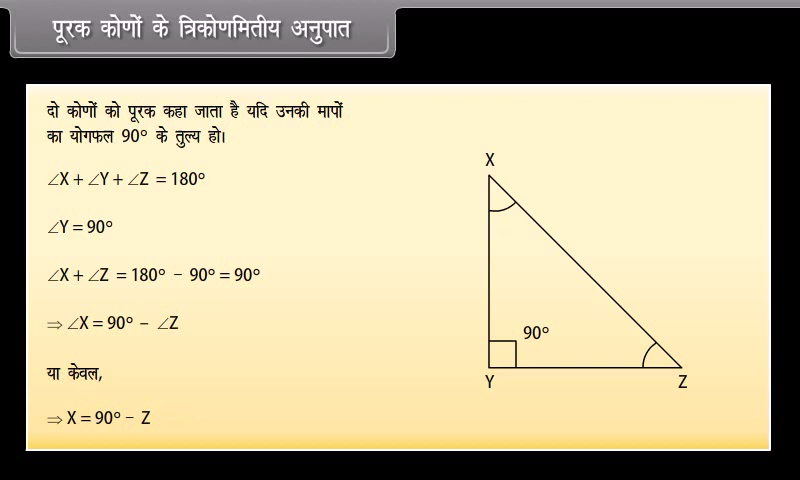 पूरक कोणों के त्रिकोणमितीय अनुपात
दो कोणों को पूरक कहा जाता है यदि उनकी मापों
का योगफल 90° के तुल्य हो।
∠X + ∠Y + ∠Z = 180°
∠Y = 90°
∠X + ∠Z = 180° − 90° = 90°
⇒ ∠X = 90° − ∠Z
या केवल,
⇒ X = 90° − Z
X
90°
Y
Z